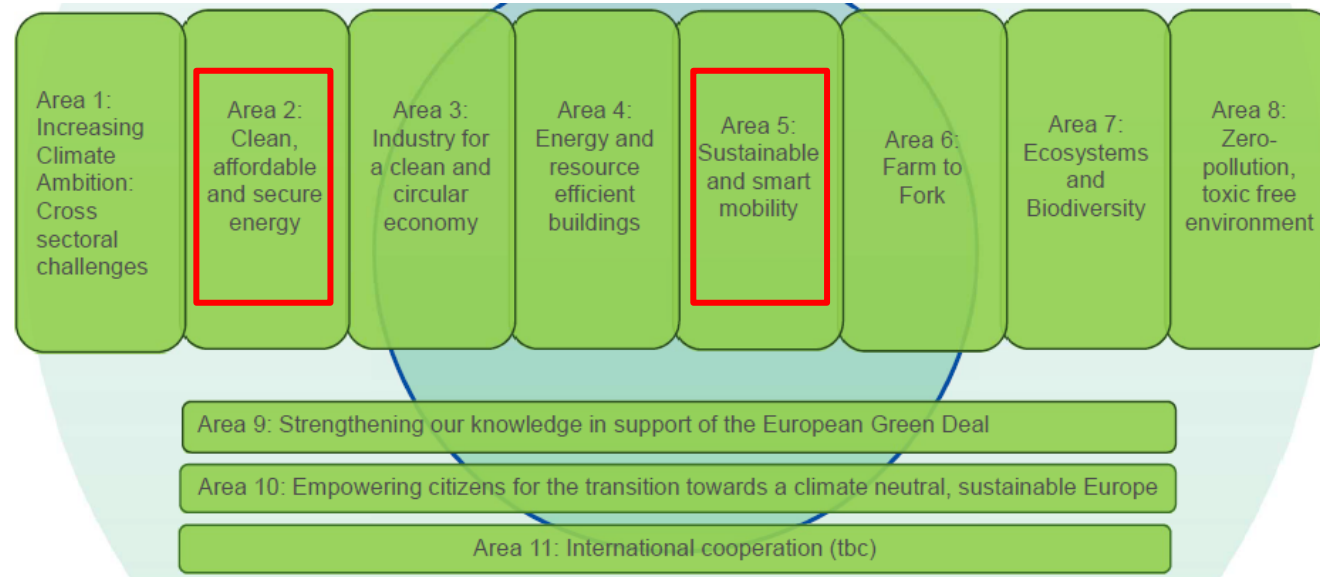 Area 1:
Increasing
Climate
Ambition:
Cross
sectoral
challenges
Area 2:
Clean,
affordable
and secure
energy
Area 3:
Industry for
a clean and
circular
economy
Area 4:
Energy and
resource
efficient
buildings
Area 5:
Sustainable
and smart
mobility
Area 6:
Farm to
Fork
Area 7:
Ecosystems
and
Biodiversity
Area 8:
Zero-
pollution,
toxic free
environment
Area 9: Strengthening our knowledge in support of the European Green Deal
Area 10: Empowering citizens for the transition towards a climate neutral, sustainable Europe
Area 11: International cooperation (tbc)